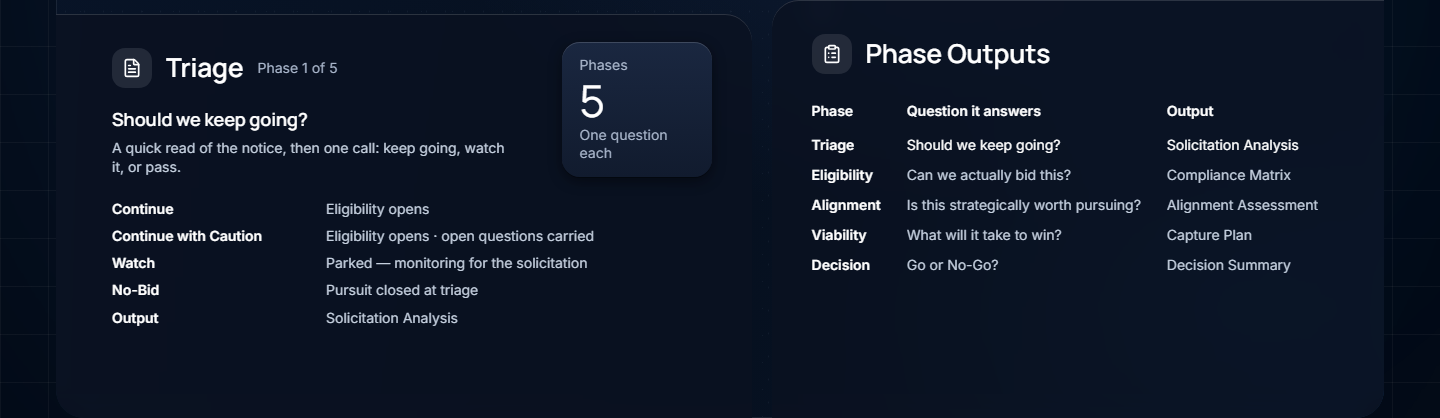 Triage Phase 1 of 5
Should we keep going?
A quick read of the notice, then one call: keep going, watch
it, or pass.
Phases
5
One question
each
Continue Eligibility opens
Continue with Caution Eligibility opens · open questions carried
Watch Parked — monitoring for the solicitation
No-Bid Pursuit closed at triage
Output Solicitation Analysis
Phase Outputs
Phase Question it answers Output
Triage Should we keep going? Solicitation Analysis
Eligibility Can we actually bid this? Compliance Matrix
Alignment Is this strategically worth pursuing? Alignment Assessment
Viability What will it take to win? Capture Plan
Decision Go or No-Go? Decision Summary